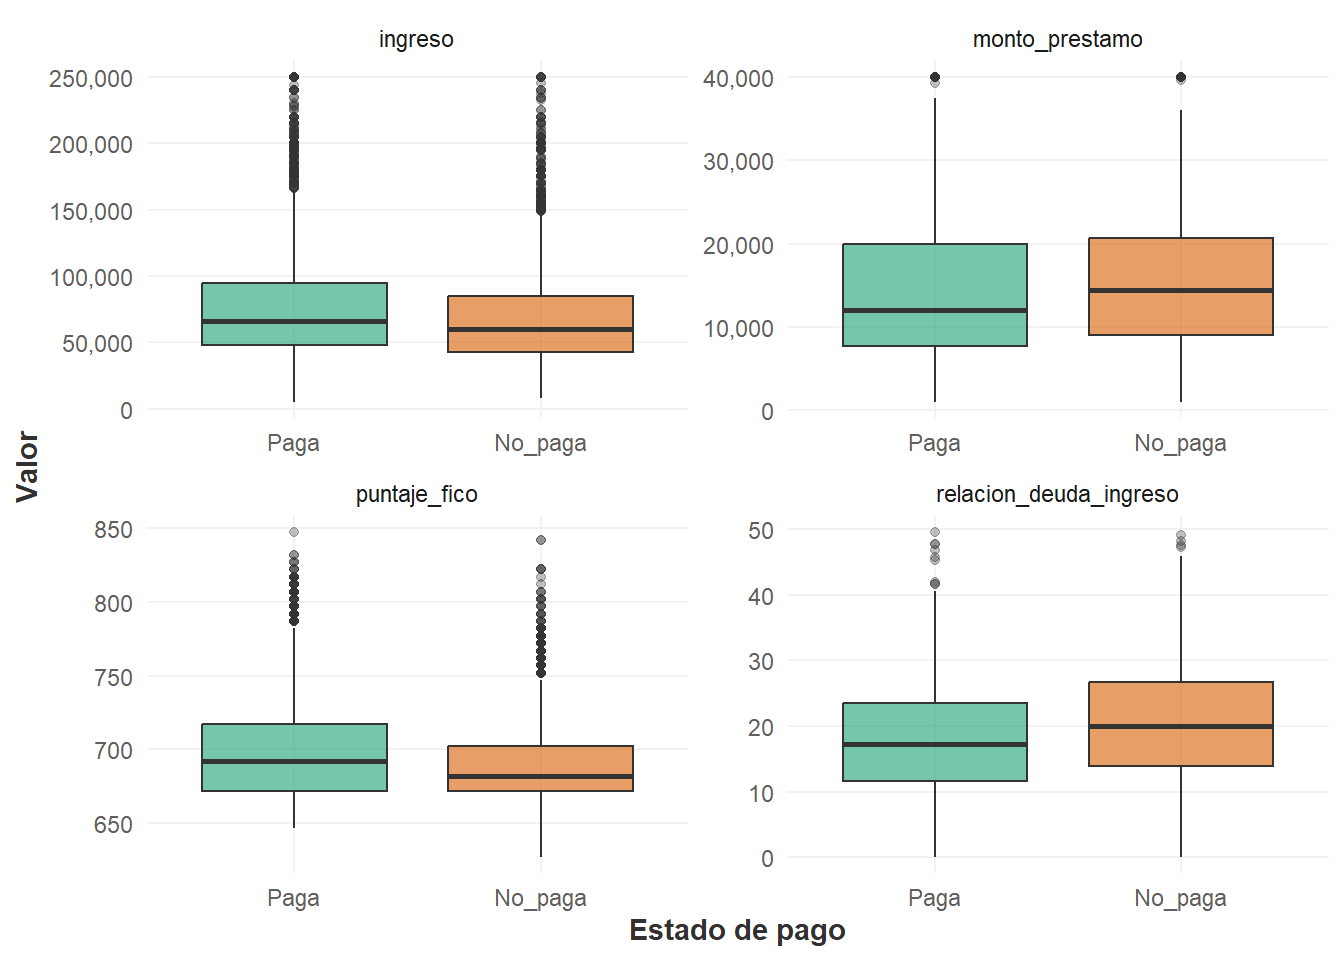 ingreso
monto_prestamo
250,000
200,000
150,000
100,000
50,000
0
40,000
30,000
20,000
10,000
0
Paga
No_paga
Paga
No_paga
puntaje_fico
relacion_deuda_ingreso
850
800
750
700
650
50
40
30
20
10
0
Paga
No_paga
Paga
No_paga
Valor
Estado de pago